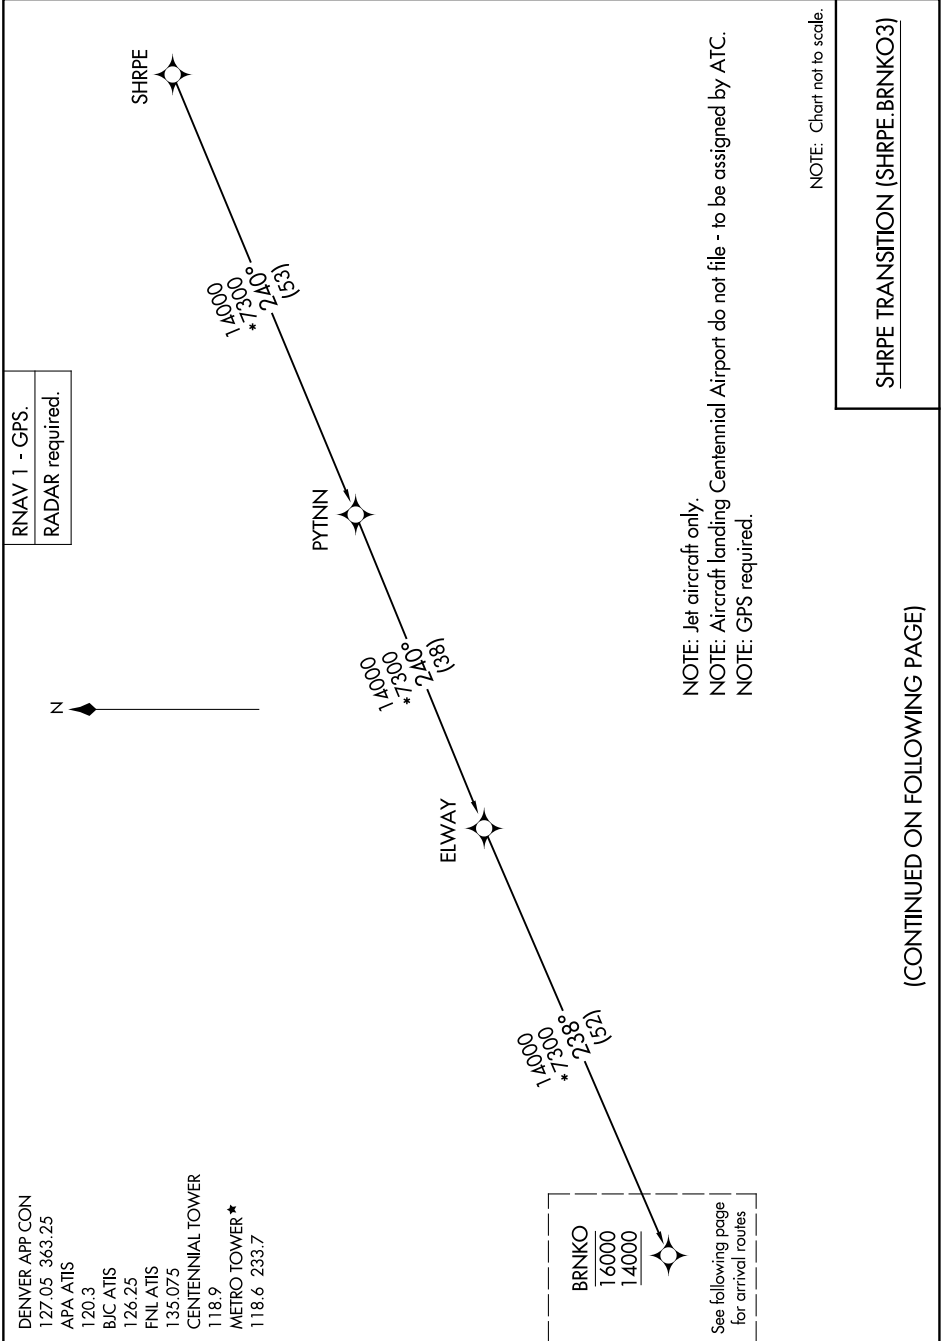 DENVER APP CON
127.05 363.25
APA ATIS
120.3
BJC ATIS
126.25
FNL ATIS
135.075
CENTENNIAL TOWER
118.9
METRO TOWER★
118.6 233.7
RNAV 1 - GPS.
RADAR required.
N
SHRPE
14000
*7300
240°
(53)
PYTNN
14000
*7300
240°
(38)
ELWAY
14000
*7300
238°
(52)
BRNKO
16000
14000
See following page
for arrival routes
NOTE: Jet aircraft only.
NOTE: Aircraft landing Centennial Airport do not file - to be assigned by ATC.
NOTE: GPS required.
NOTE: Chart not to scale.
SHRPE TRANSITION (SHRPE.BRNKO3)
(CONTINUED ON FOLLOWING PAGE)